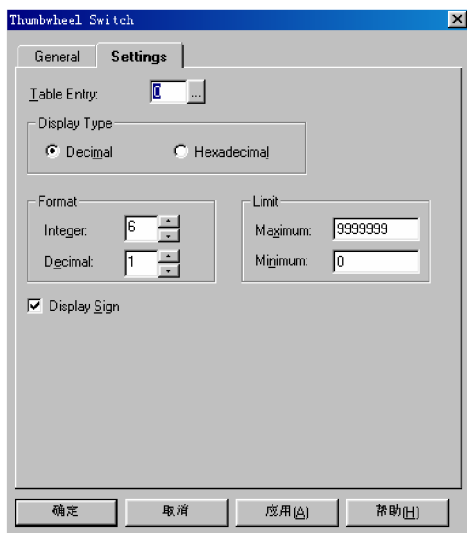 Thumbwheel Switch
General Settings
Table Entry: 0 ...
Display Type
Decimal Hexadecimal
Format Limit
Integer: 6 Maximum: 9999999
Decimal: 1 Minimum: 0
Display Sign
确定 取消 应用(A) 帮助(H)